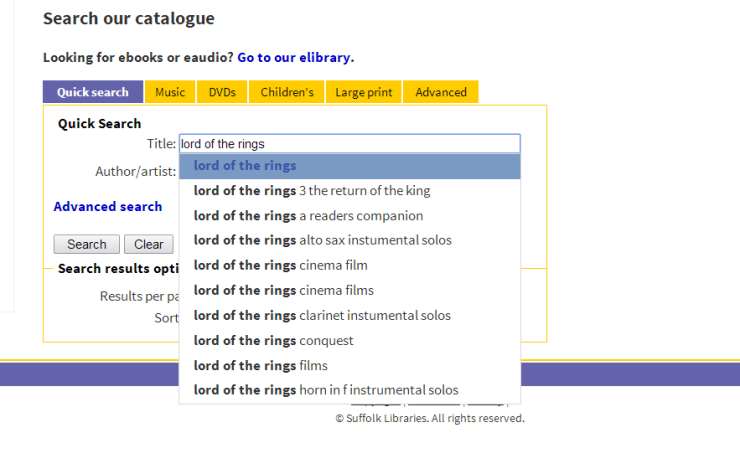 Search our catalogue
Looking for ebooks or eaudio? Go to our elibrary.
Quick search Music DVDs Children's Large print Advanced
Quick Search
Title: lord of the rings
Author/artist:
lord of the rings
lord of the rings 3 the return of the king
lord of the rings a readers companion
lord of the rings alto sax instumental solos
lord of the rings cinema film
lord of the rings cinema films
lord of the rings clarinet instumental solos
lord of the rings conquest
lord of the rings films
lord of the rings horn in f instrumental solos
Advanced search
Search Clear
Search results opti
Results per pa
Sort
© Suffolk Libraries. All rights reserved.